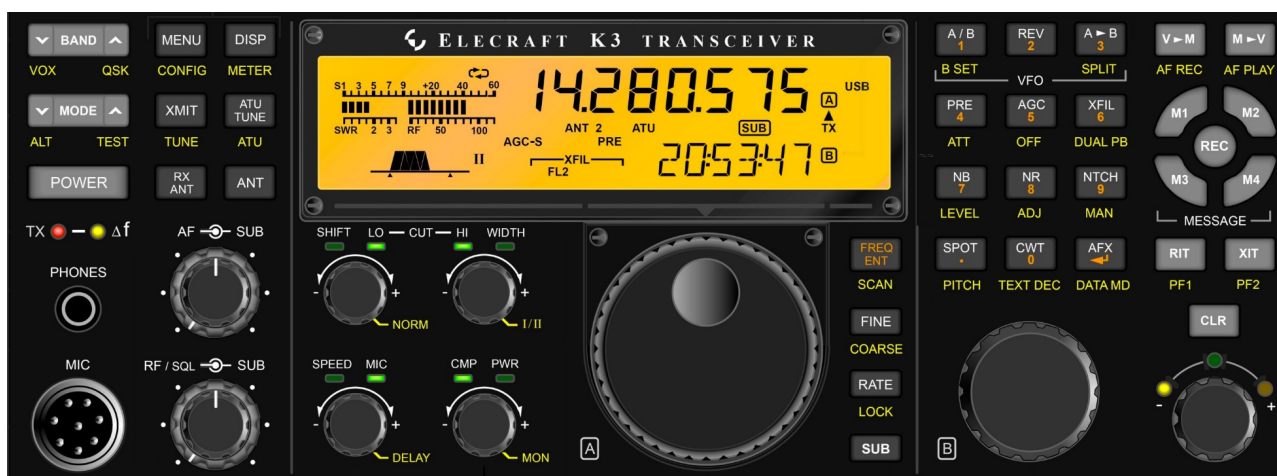 BAND
VOX QSK
MENU
CONFIG
DISP
METER
MODE
ALT TEST
XMIT
TUNE
ATU
TUNE
ATU
POWER
RX
ANT
ANT
TX Δf
AF SUB
PHONES
MIC
RF / SQL SUB
ELECRAFT K3 TRANSCEIVER
S1 3 5 7 9 +20 40 60
SWR 2 3 RF 50 100
14.280.575
USB
A
TX
ANT 2 ATU
SUB
AGC-S PRE
XFIL
FL2
II
20:53:47
B
SHIFT LO CUT HI WIDTH
- + - +
NORM I/II
SPEED MIC CMP PWR
- + - +
DELAY MON
A
FREQ
ENT
SCAN
FINE
COARSE
RATE
LOCK
SUB
A / B
1
REV
2
A►B
3
B SET VFO SPLIT
PRE
4
ATT
AGC
5
OFF
XFIL
6
DUAL PB
NB
7
LEVEL
NR
8
ADJ
NTCH
9
MAN
SPOT
.
PITCH
CWT
0
TEXT DEC
AFX
DATA MD
B
V►M
AF REC
M►V
AF PLAY
M1 M2
REC
M3 M4
MESSAGE
RIT
PF1
XIT
PF2
CLR
- +